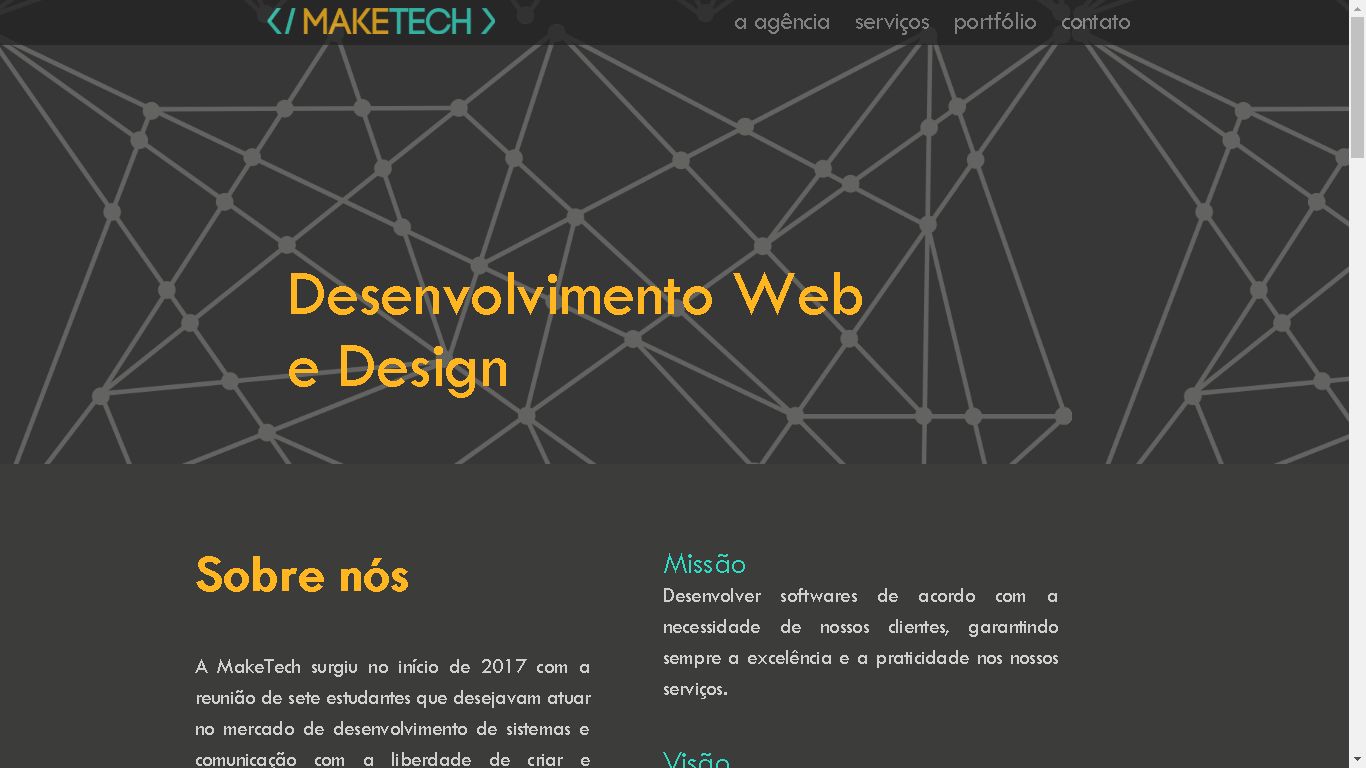 </ MAKETECH >
a agência serviços portfólio contato
Desenvolvimento Web
e Design
Sobre nós
A MakeTech surgiu no início de 2017 com a
reunião de sete estudantes que desejavam atuar
no mercado de desenvolvimento de sistemas e
comunicação com a liberdade de criar e
Missão
Desenvolver softwares de acordo com a
necessidade de nossos clientes, garantindo
sempre a excelência e a praticidade nos nossos
serviços.
Visão